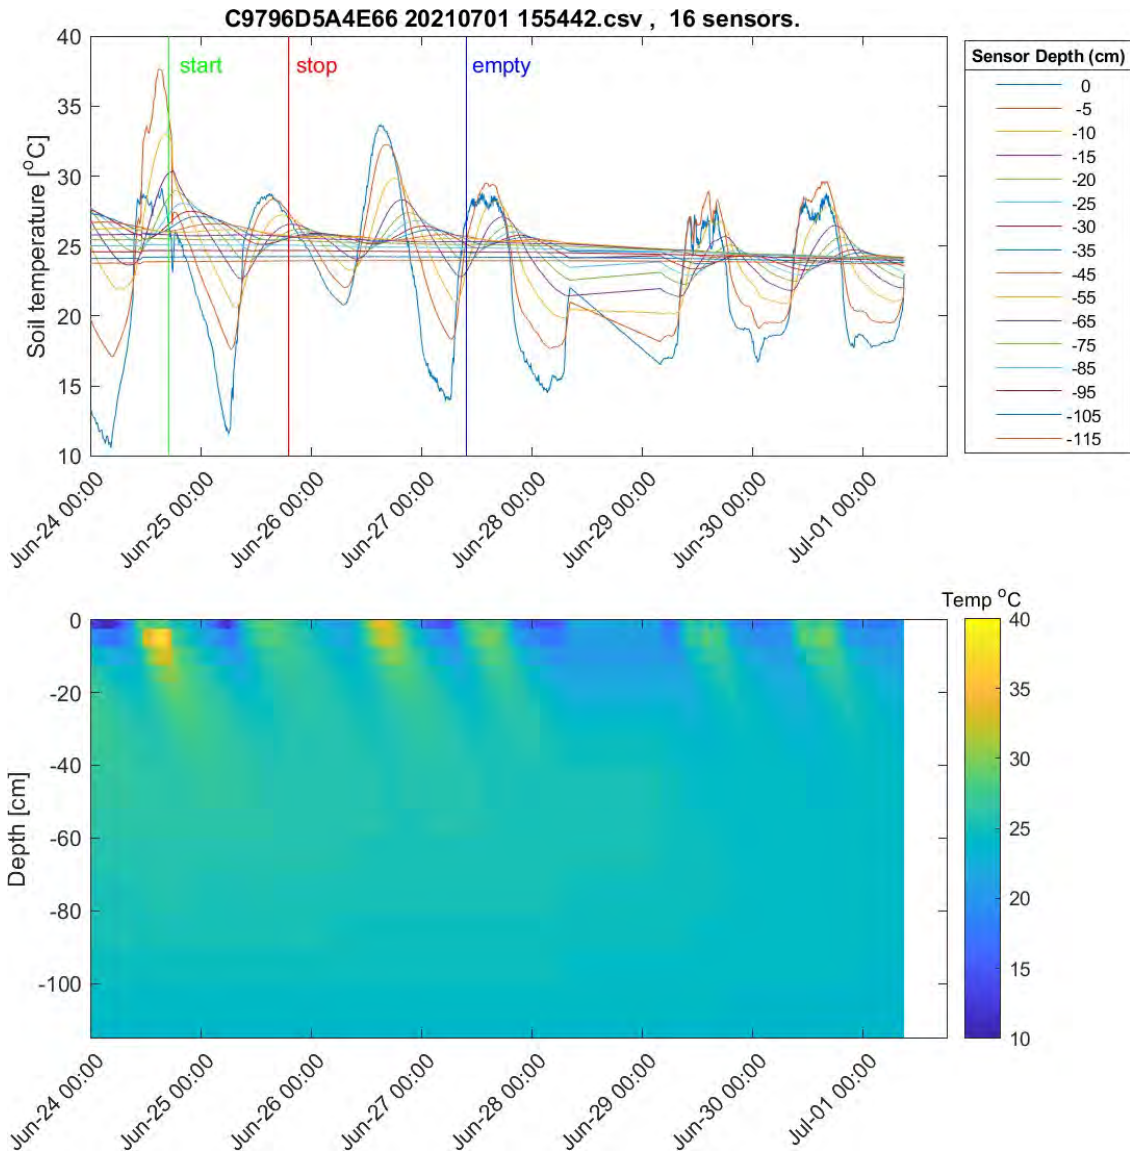 C9796D5A4E66 20210701 155442.csv ,  16 sensors.
40
35
30
25
20
15
10
Soil temperature [°C]
start
stop
empty
Jun-24 00:00
Jun-25 00:00
Jun-26 00:00
Jun-27 00:00
Jun-28 00:00
Jun-29 00:00
Jun-30 00:00
Jul-01 00:00
Sensor Depth (cm)
0
-5
-10
-15
-20
-25
-30
-35
-45
-55
-65
-75
-85
-95
-105
-115
0
-20
-40
-60
-80
-100
Depth [cm]
Jun-24 00:00
Jun-25 00:00
Jun-26 00:00
Jun-27 00:00
Jun-28 00:00
Jun-29 00:00
Jun-30 00:00
Jul-01 00:00
Temp °C
40
35
30
25
20
15
10